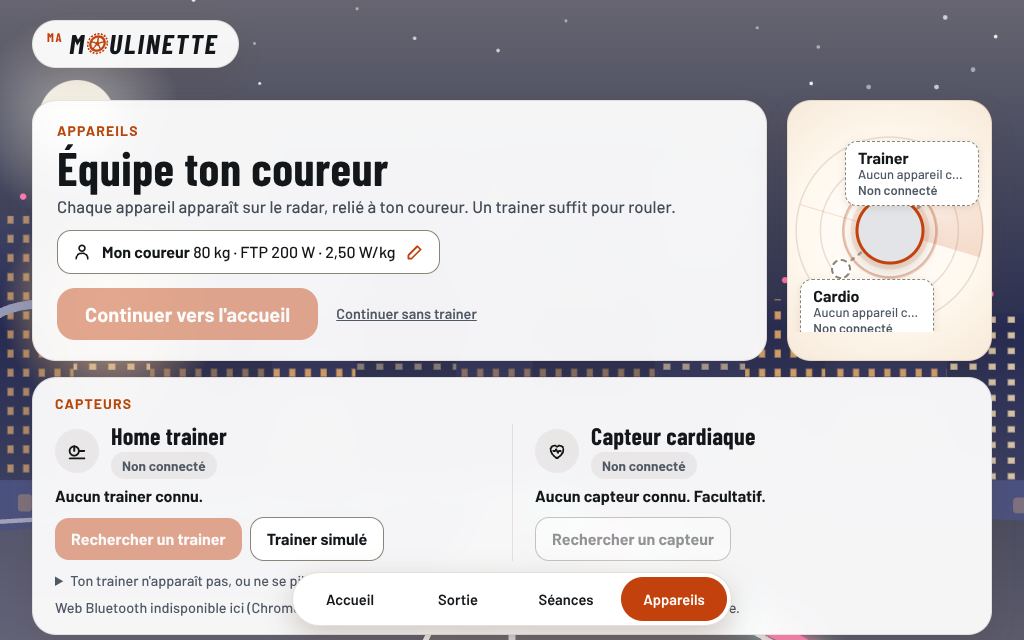 MA MOULINETTE
APPAREILS
Équipe ton coureur
Chaque appareil apparaît sur le radar, relié à ton coureur. Un trainer suffit pour rouler.
Mon coureur 80 kg · FTP 200 W · 2,50 W/kg
Continuer vers l'accueil
Continuer sans trainer
Trainer
Aucun appareil c…
Non connecté
Cardio
Aucun appareil c…
Non connecté
CAPTEURS
Home trainer
Non connecté
Aucun trainer connu.
Rechercher un trainer
Trainer simulé
Capteur cardiaque
Non connecté
Aucun capteur connu. Facultatif.
Rechercher un capteur
Ton trainer n'apparaît pas, ou ne se
Web Bluetooth indisponible ici
Accueil
Sortie
Séances
Appareils